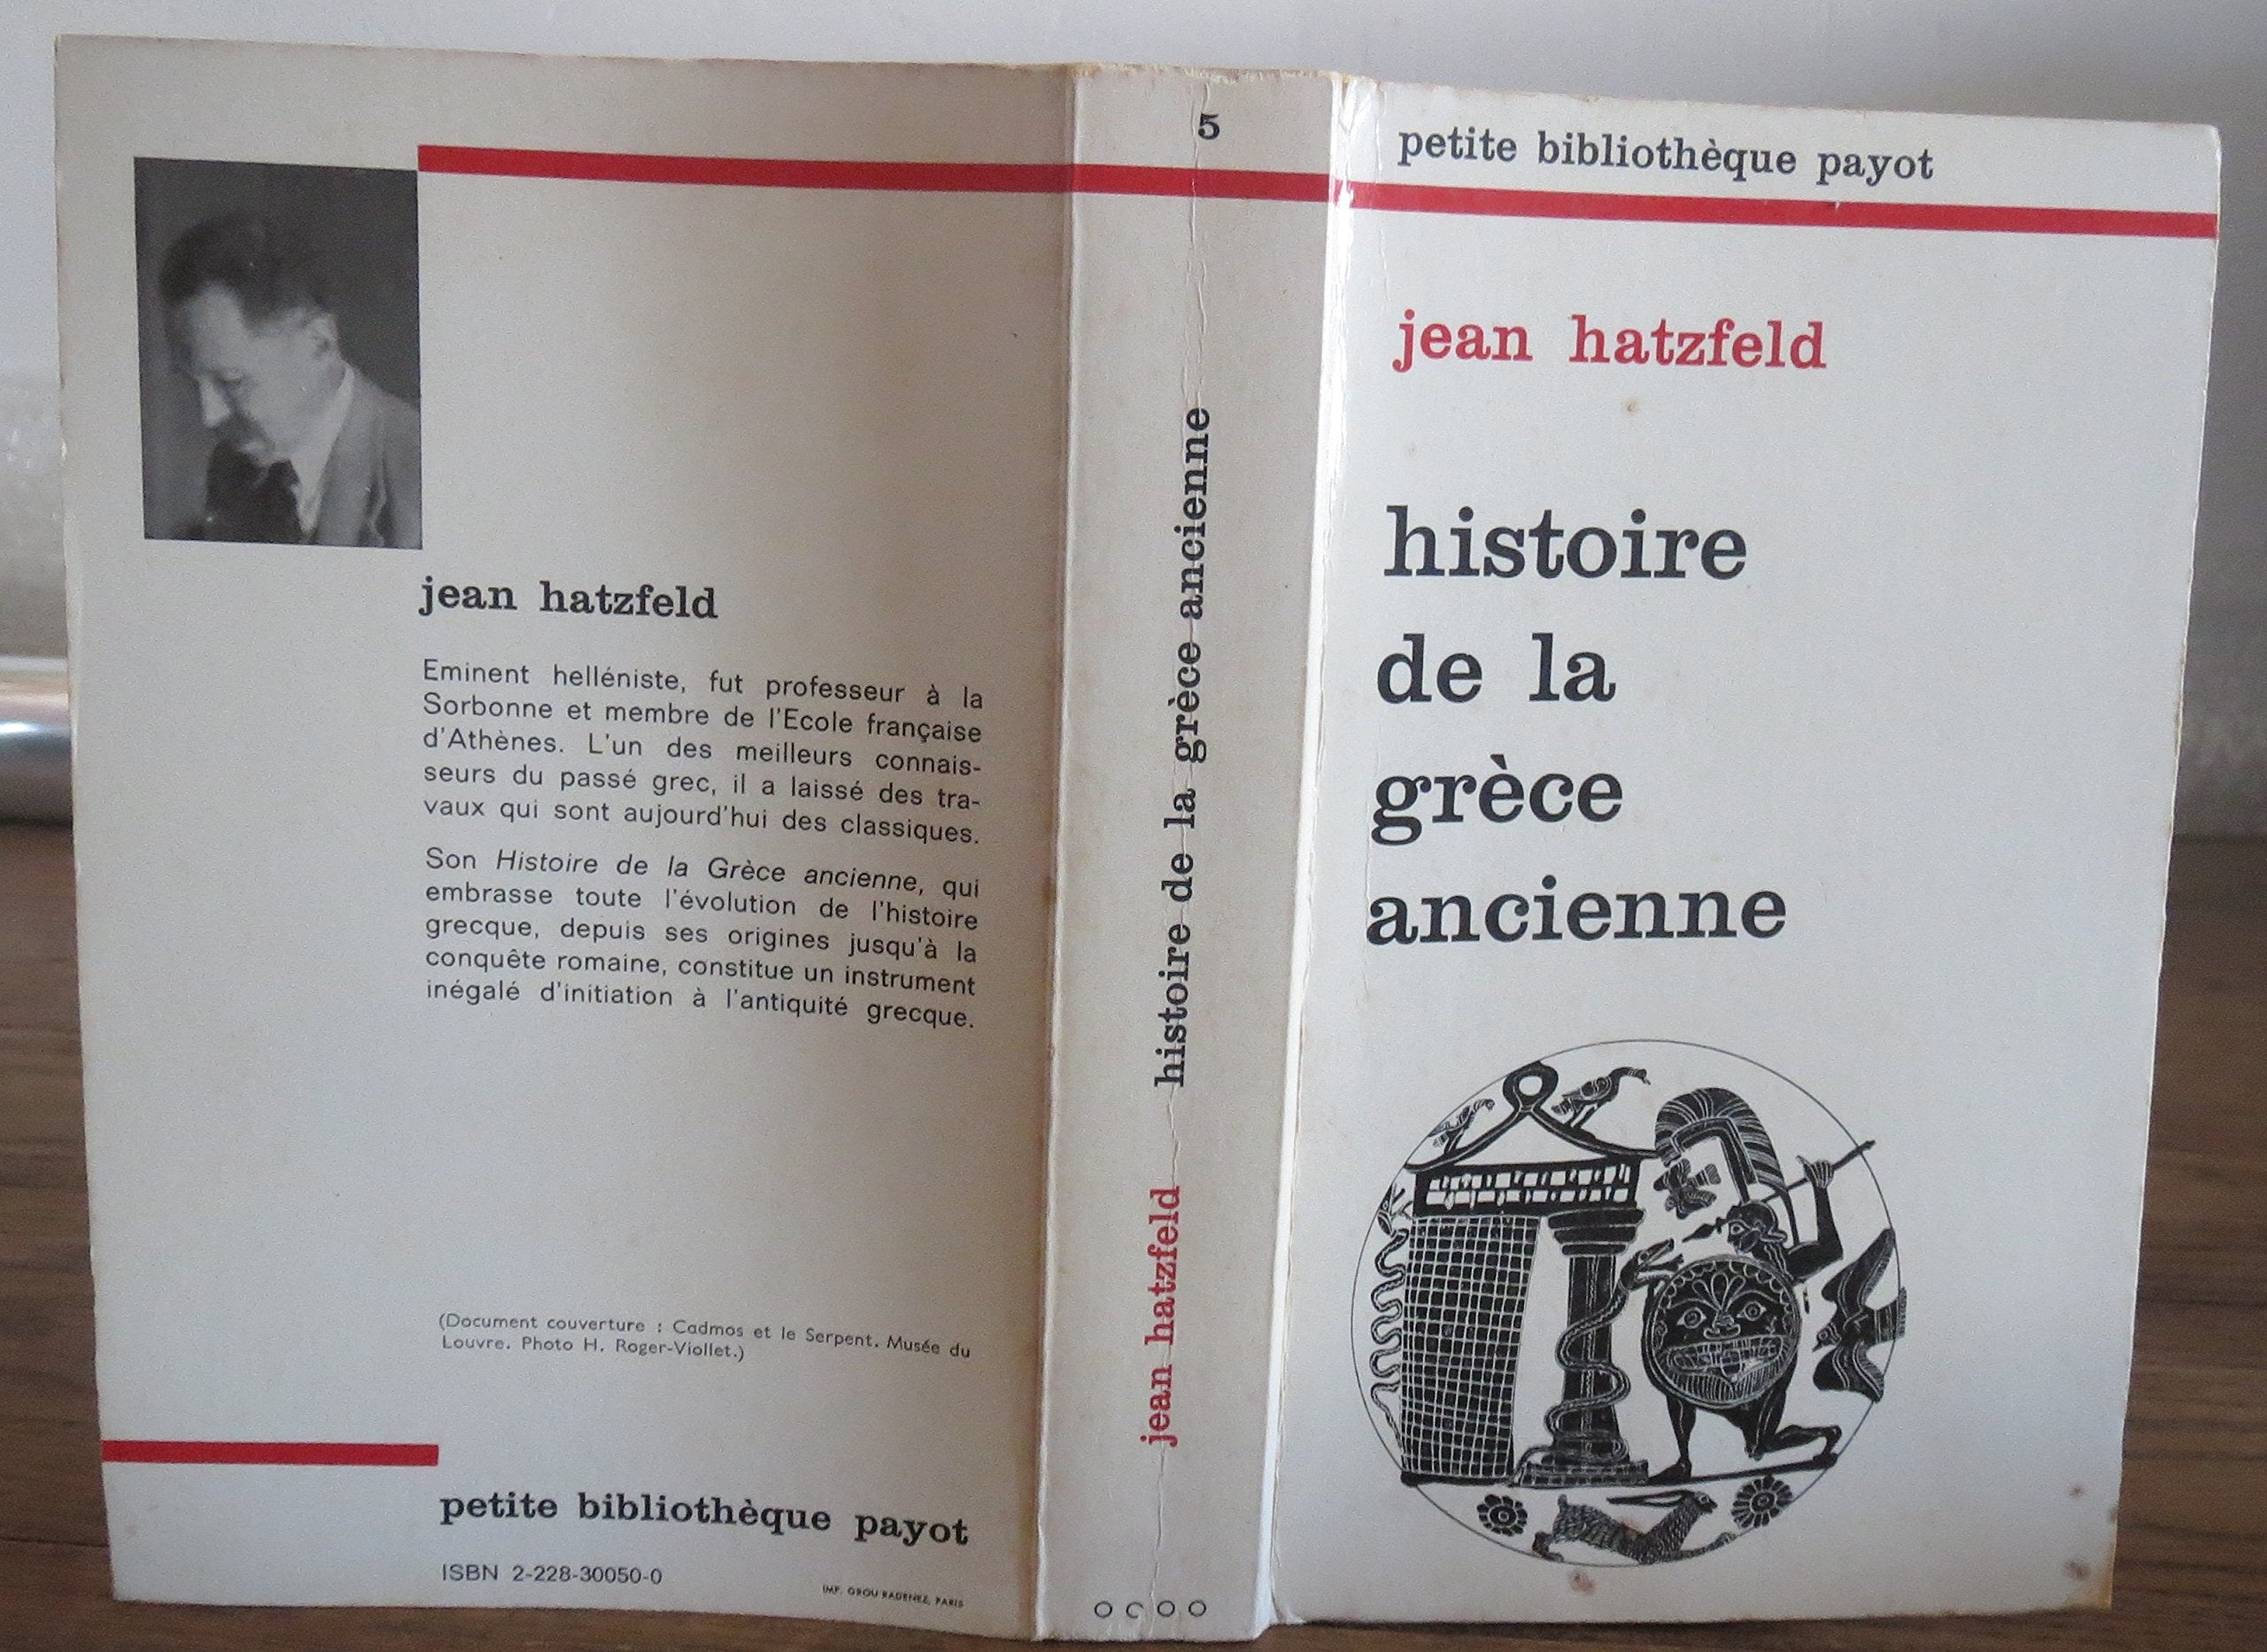 jean hatzfeld
Eminent helléniste, fut professeur à la
Sorbonne et membre de l'Ecole française
d'Athènes. L'un des meilleurs connais-
seurs du passé grec, il a laissé des tra-
vaux qui sont aujourd'hui des classiques.
Son Histoire de la Grèce ancienne, qui
embrasse toute l'évolution de l'histoire
grecque, depuis ses origines jusqu'à la
conquête romaine, constitue un instrument
inégalé d'initiation à l'antiquité grecque.
(Document couverture : Cadmos et le Serpent. Musée du
Louvre. Photo H. Roger-Viollet.)
petite bibliothèque payot
ISBN 2-228-30050-0
IMP. GROU-RADENEZ, PARIS
5
jean hatzfeld histoire de la grèce ancienne
petite bibliothèque payot
jean hatzfeld
histoire
de la
grèce
ancienne